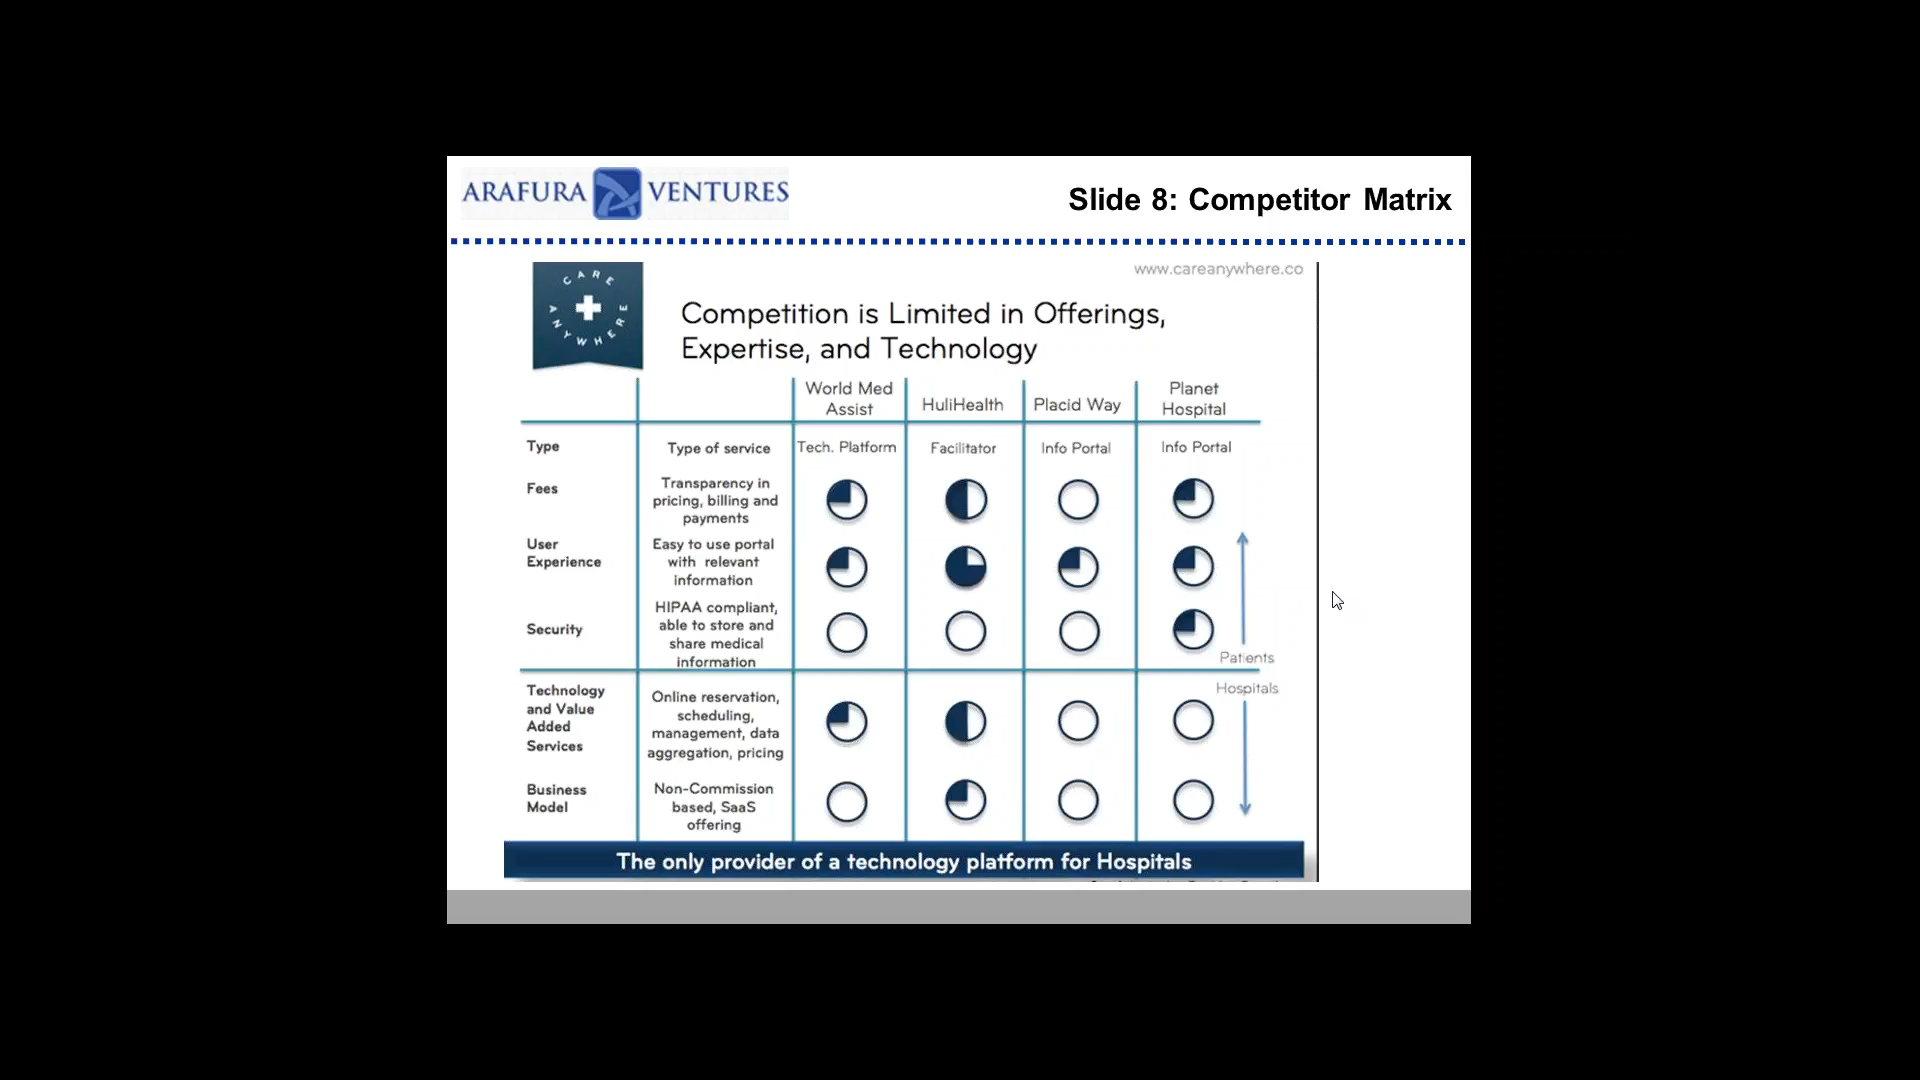 ARAFURA VENTURES
Slide 8: Competitor Matrix
www.careanywhere.co
CARE
ANYWHERE
Competition is Limited in Offerings,
Expertise, and Technology
World Med
Assist
HuliHealth
Placid Way
Planet
Hospital
Type
Type of service
Tech. Platform
Facilitator
Info Portal
Info Portal
Fees
Transparency in
pricing, billing and
payments
User
Experience
Easy to use portal
with relevant
information
Security
HIPAA compliant,
able to store and
share medical
information
Patients
Hospitals
Technology
and Value
Added
Services
Online reservation,
scheduling,
management, data
aggregation, pricing
Business
Model
Non-Commission
based, SaaS
offering
The only provider of a technology platform for Hospitals